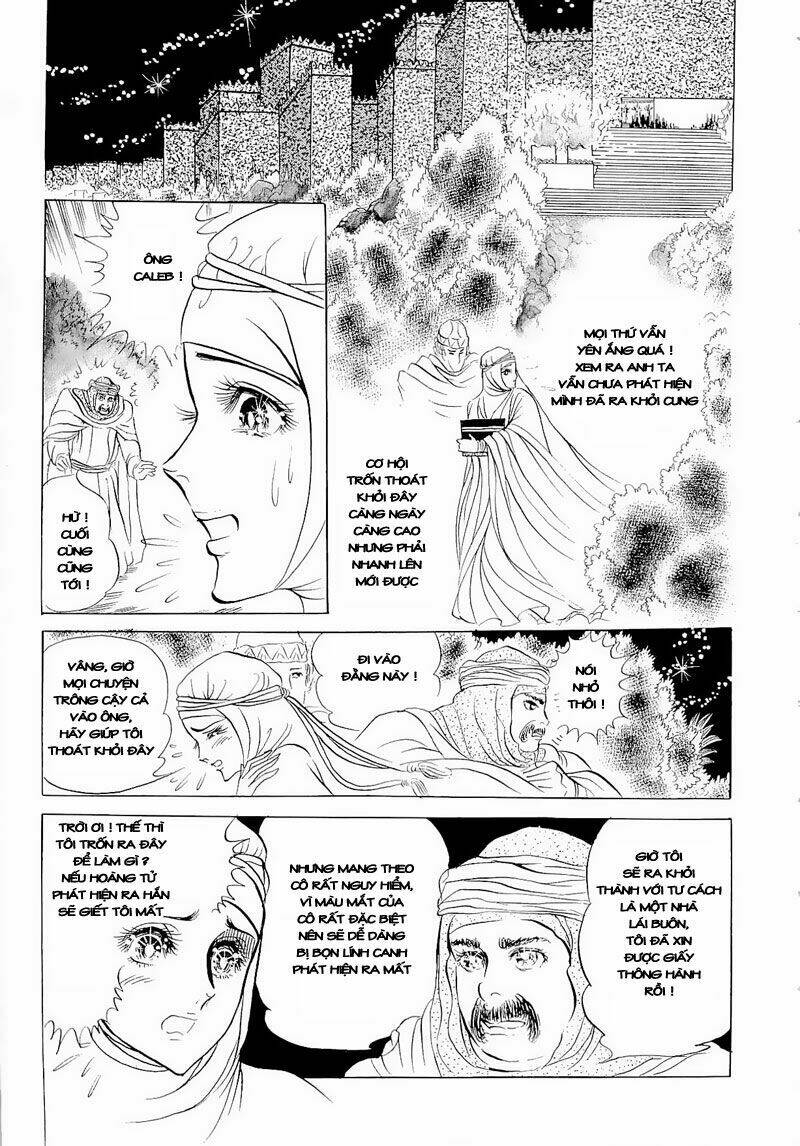 MỌI THỨ VẪN
YÊN ẮNG QUÁ !
XEM RA ANH TA
VẪN CHƯA PHÁT HIỆN
MÌNH ĐÃ RA KHỎI CUNG
CƠ HỘI
TRỐN THOÁT
KHỎI ĐÂY
CÀNG NGÀY
CÀNG CAO
NHƯNG PHẢI
NHANH LÊN
MỚI ĐƯỢC
ÔNG
CALEB !
HỪ !
CUỐI
CÙNG
CŨNG
TỚI !
VÂNG, GIỜ
MỌI CHUYỆN
TRÔNG CẬY CẢ
VÀO ÔNG,
HÃY GIÚP TÔI
THOÁT KHỎI ĐÂY
ĐI VÀO
ĐẰNG NÀY !
NÓI
NHỎ
THÔI !
TRỜI ƠI ! THẾ THÌ
TÔI TRỐN RA ĐÂY
ĐỂ LÀM GÌ ?
NẾU HOÀNG TỬ
PHÁT HIỆN RA HẮN
SẼ GIẾT TÔI MẤT
NHƯNG MANG THEO
CÔ RẤT NGUY HIỂM,
VÌ MÀU MẮT CỦA
CÔ RẤT ĐẶC BIỆT
NÊN SẼ DỄ DÀNG
BỊ BỌN LÍNH CANH
PHÁT HIỆN RA MẤT
GIỜ TÔI
SẼ RA KHỎI
THÀNH VỚI TƯ CÁCH
LÀ MỘT NHÀ
LÁI BUÔN,
TÔI ĐÃ XIN
ĐƯỢC GIẤY
THÔNG HÀNH
RỒI !